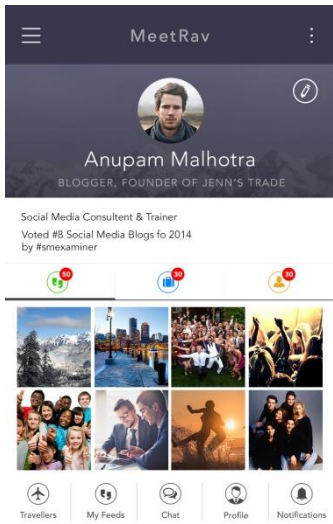 MeetRav
Anupam Malhotra
BLOGGER, FOUNDER OF JENN'S TRADE
Social Media Consultent & Trainer
Voted #8 Social Media Blogs fo 2014
by #smexaminer
50 30 30
Travellers My Feeds Chat Profile Notifications